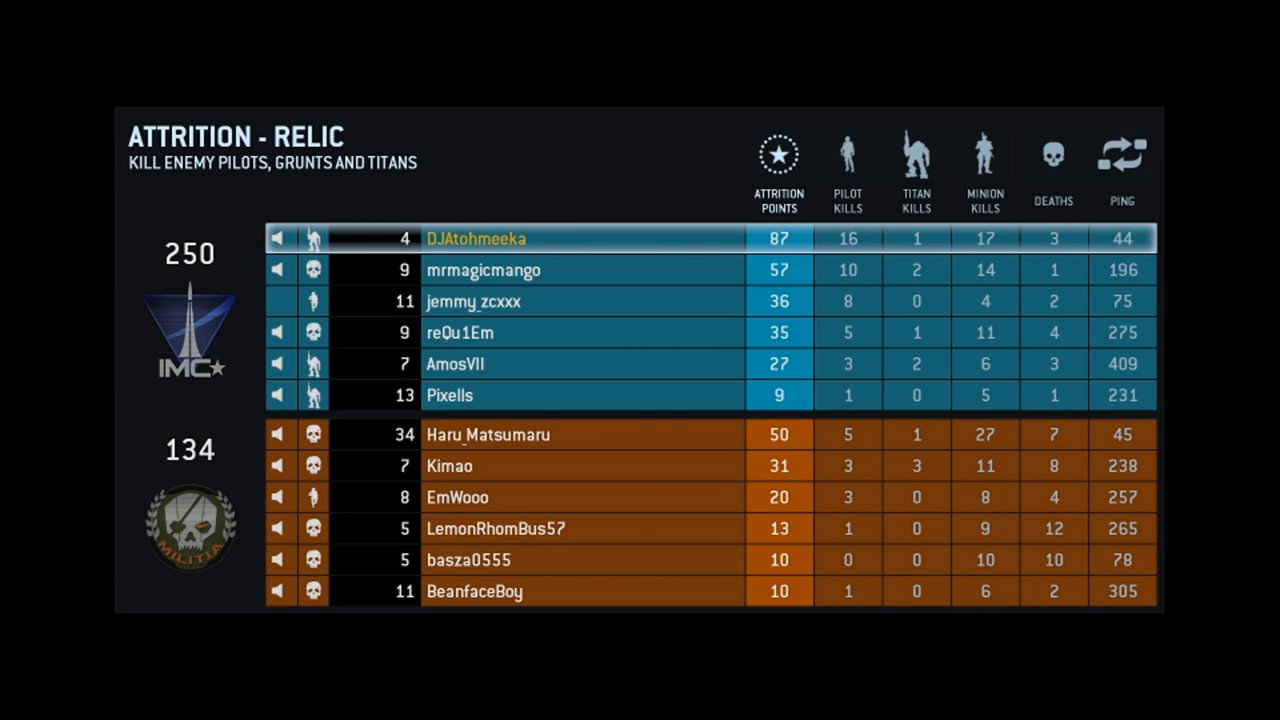 ATTRITION - RELIC
KILL ENEMY PILOTS, GRUNTS AND TITANS
ATTRITION POINTS PILOT KILLS TITAN KILLS MINION KILLS DEATHS PING
250
IMC
4 DJAtohmeeka 87 16 1 17 3 44
9 mrmagicmango 57 10 2 14 1 196
11 jemmy_zcxxx 36 8 0 4 2 75
9 reQu1Em 35 5 1 11 4 275
7 AmosVII 27 3 2 6 3 409
13 Pixells 9 1 0 5 1 231
134
MILITIA
34 Haru_Matsumaru 50 5 1 27 7 45
7 Kimao 31 3 3 11 8 238
8 EmWooo 20 3 0 8 4 257
5 LemonRhomBus57 13 1 0 9 12 265
5 basza0555 10 0 0 10 10 78
11 BeanfaceBoy 10 1 0 6 2 305